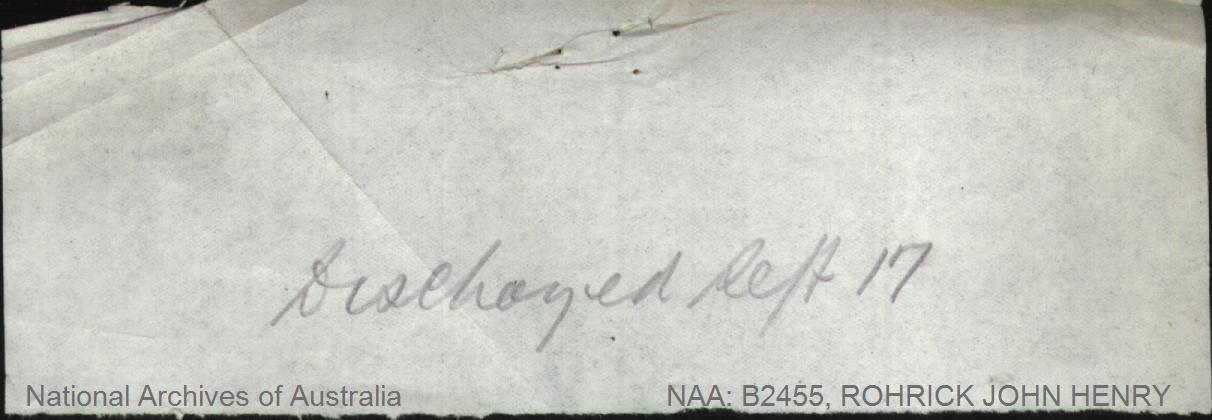 Discharged Sept 17
National Archives of Australia
NAA: B2455, ROHRICK JOHN HENRY